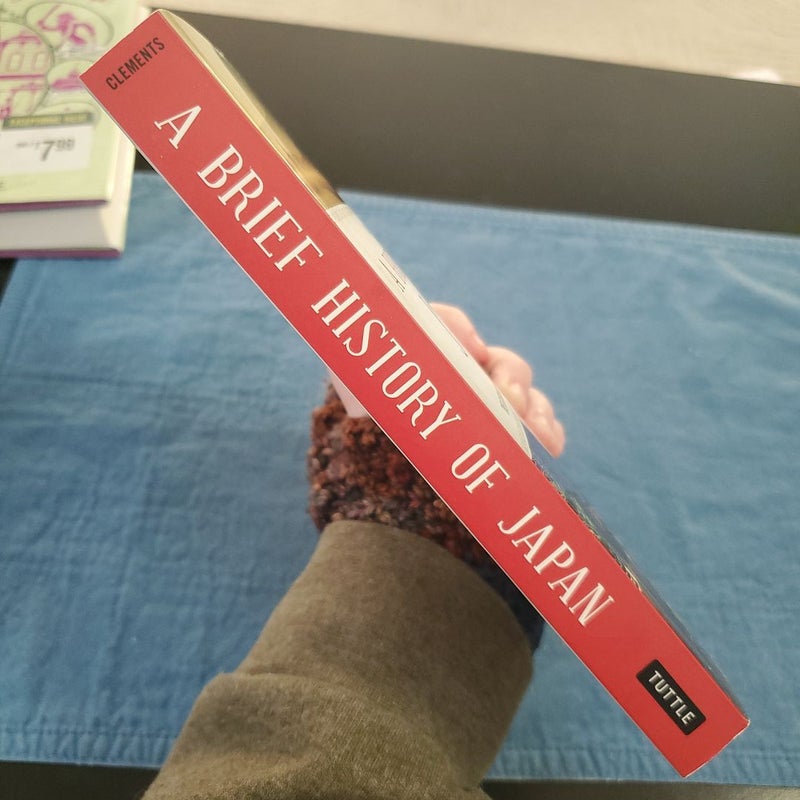 CLEMENTS
A BRIEF HISTORY OF JAPAN
TUTTLE
$7.99